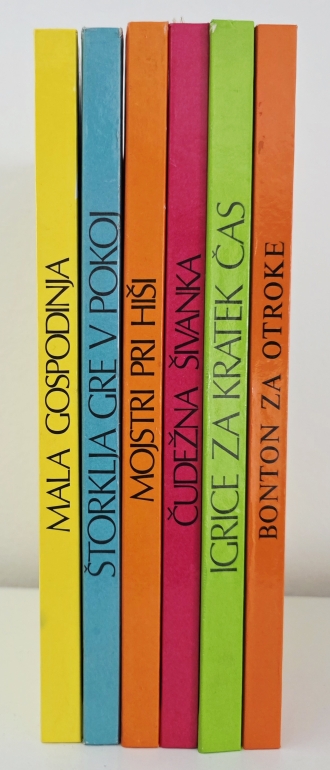 MALA GOSPODINJA
ŠTORKLJA GRE V POKOJ
MOJSTRI PRI HIŠI
ČUDEŽNA ŠIVANKA
IGRICE ZA KRATEK ČAS
BONTON ZA OTROKE